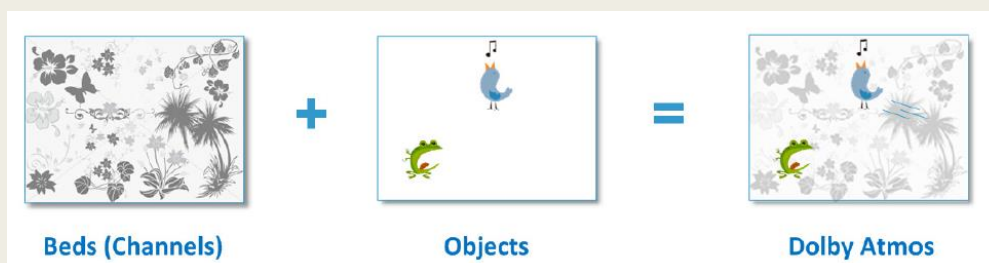 +
=
Beds (Channels)
Objects
Dolby Atmos